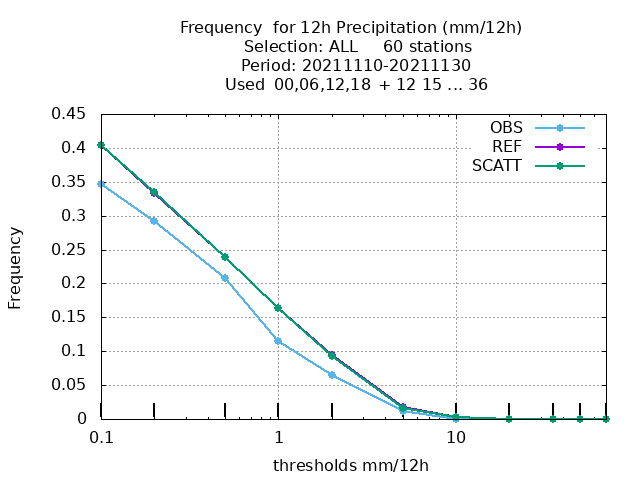 Frequency  for 12h Precipitation (mm/12h)
Selection: ALL     60 stations
Period: 20211110-20211130
Used  00,06,12,18  + 12 15 ... 36
OBS
REF
SCATT
0.45
0.4
0.35
0.3
0.25
0.2
0.15
0.1
0.05
0
Frequency
0.1
1
10
thresholds mm/12h